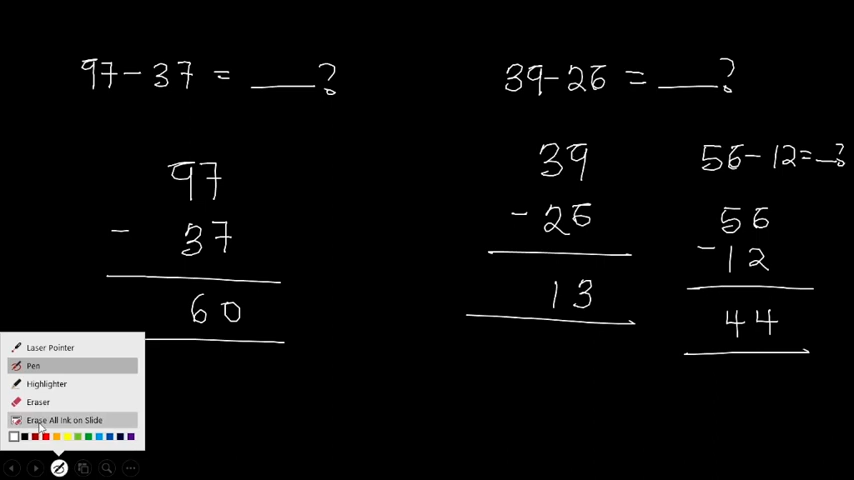 97-37 = ___?
97
- 37
60
39-26 = ___?
39
- 26
13
56-12=__?
56
- 12
44
Laser Pointer
Pen
Highlighter
Eraser
Erase All Ink on Slide